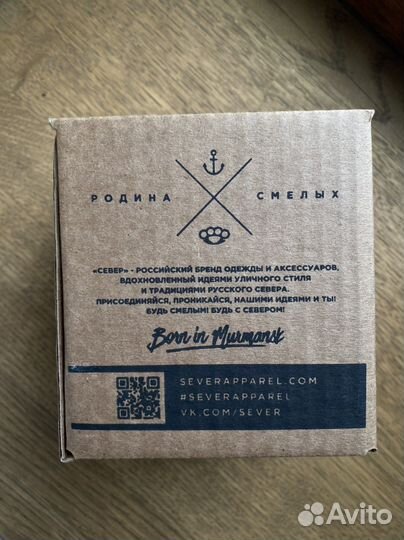 РОДИНА СМЕЛЫХ
«СЕВЕР» - РОССИЙСКИЙ БРЕНД ОДЕЖДЫ И АКСЕССУАРОВ,
ВДОХНОВЛЕННЫЙ ИДЕЯМИ УЛИЧНОГО СТИЛЯ
И ТРАДИЦИЯМИ РУССКОГО СЕВЕРА.
ПРИСОЕДИНЯЙСЯ, ПРОНИКАЙСЯ, НАШИМИ ИДЕЯМИ И ТЫ!
БУДЬ СМЕЛЫМ! БУДЬ С СЕВЕРОМ!
Born in Murmansk
SEVERAPPAREL.COM
#SEVERAPPAREL
VK.COM/SEVER
Avito